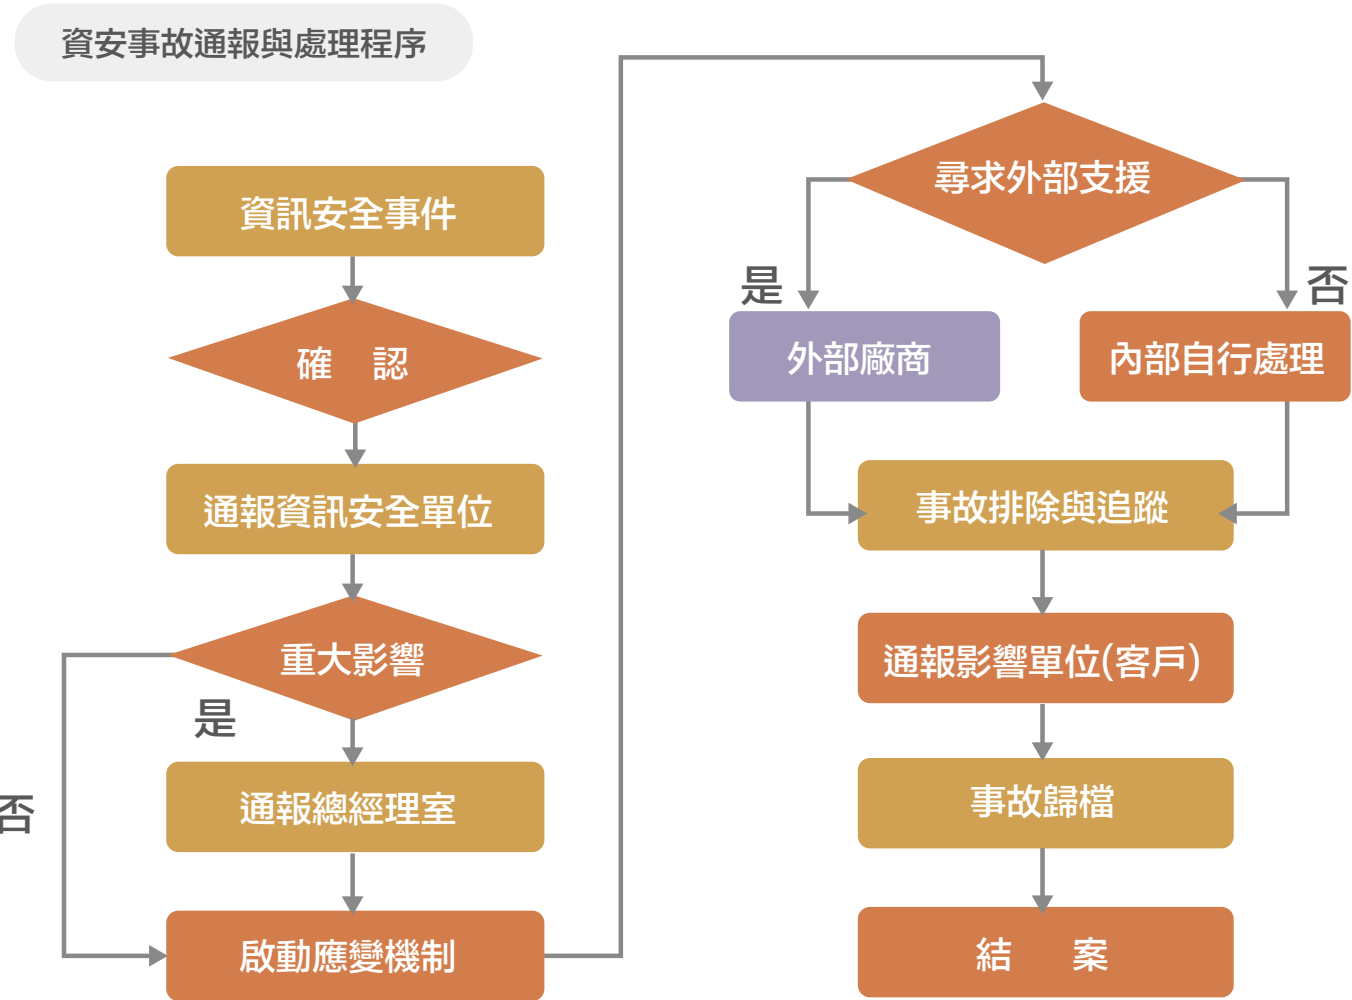 資安事故通報與處理程序
資訊安全事件
確 認
通報資訊安全單位
重大影響
是
否
通報總經理室
啟動應變機制
尋求外部支援
是
否
外部廠商
內部自行處理
事故排除與追蹤
通報影響單位(客戶)
事故歸檔
結 案